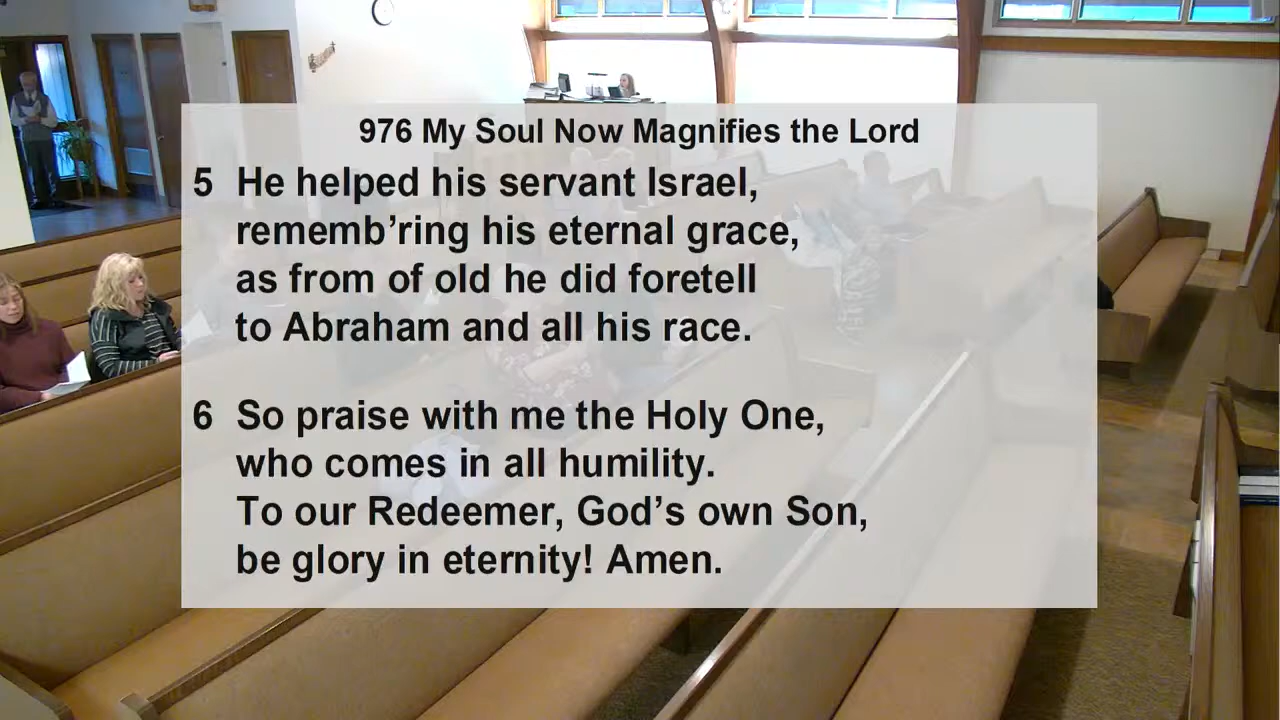 976 My Soul Now Magnifies the Lord
5 He helped his servant Israel,
rememb’ring his eternal grace,
as from of old he did foretell
to Abraham and all his race.
6 So praise with me the Holy One,
who comes in all humility.
To our Redeemer, God’s own Son,
be glory in eternity! Amen.